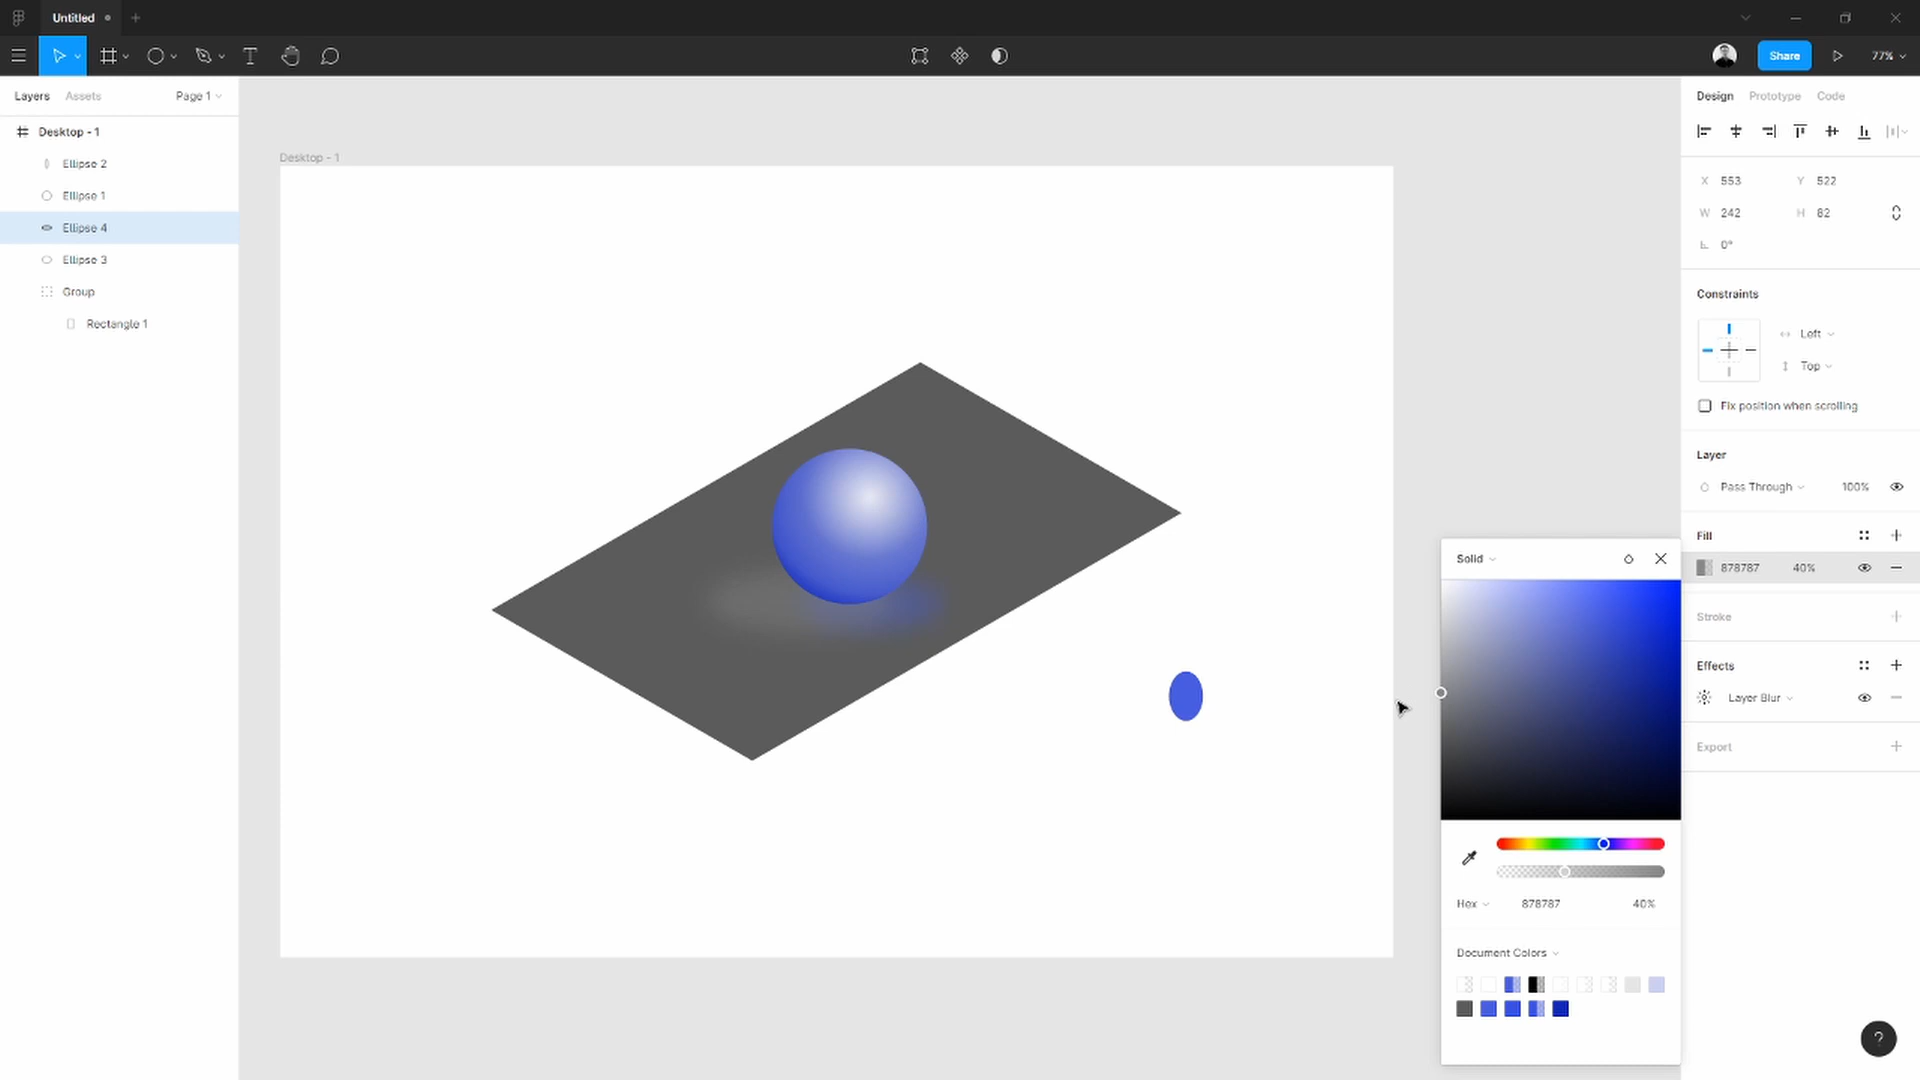 Untitled
Share
77%
Layers
Assets
Page 1
Desktop - 1
Ellipse 2
Ellipse 1
Ellipse 4
Ellipse 3
Group
Rectangle 1
Desktop - 1
Design
Prototype
Code
X 553
Y 522
W 242
H 82
0°
Constraints
Left
Top
Fix position when scrolling
Layer
Pass Through
100%
Fill
878787
40%
Stroke
Effects
Layer Blur
Export
Solid
Hex
878787
40%
Document Colors
?